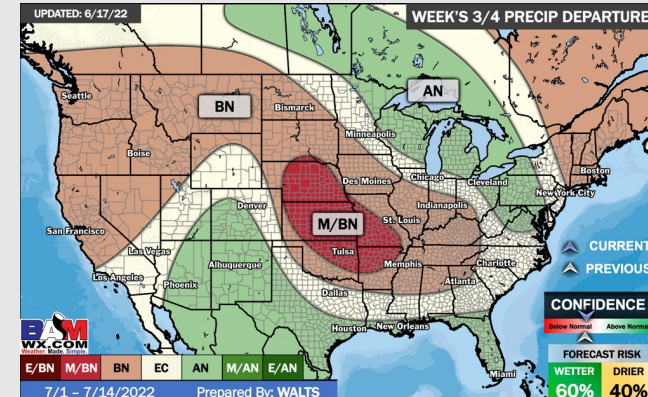 UPDATED: 6/17/22
WEEK'S 3/4 PRECIP DEPARTURE
Seattle
BN
Bismarck
AN
Minneapolis
Boise
Boston
Des Moines
Chicago
Cleveland
New York City
Denver
Indianapolis
M/BN
St. Louis
San Francisco
Las Vegas
Tulsa
CURRENT
Los Angeles
Albuquerque
Memphis
Charlotte
PREVIOUS
Phoenix
Dallas
Atlanta
Houston
New Orleans
CONFIDENCE
Below Normal
Above Norma
BAM
WX.COM
Weather. Made. Simple.
FORECAST RISK
E/BN M/BN BN EC AN M/AN E/AN
Miami
WETTER DRIER
7/1 – 7/14/2022 Prepared By: WALTS
60% 40%